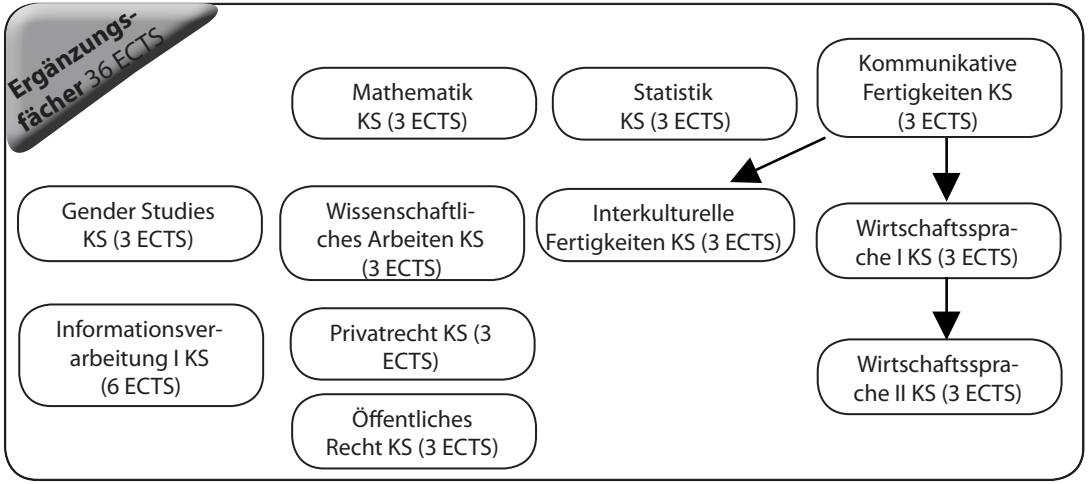 Ergänzungs-
fächer 36 ECTS
Mathematik
KS (3 ECTS)
Statistik
KS (3 ECTS)
Kommunikative
Fertigkeiten KS
(3 ECTS)
Gender Studies
KS (3 ECTS)
Wissenschaftli-
ches Arbeiten KS
(3 ECTS)
Interkulturelle
Fertigkeiten KS (3 ECTS)
Wirtschaftsspra-
che I KS (3 ECTS)
Informationsver-
arbeitung I KS
(6 ECTS)
Privatrecht KS (3
ECTS)
Wirtschaftsspra-
che II KS (3 ECTS)
Öffentliches
Recht KS (3 ECTS)